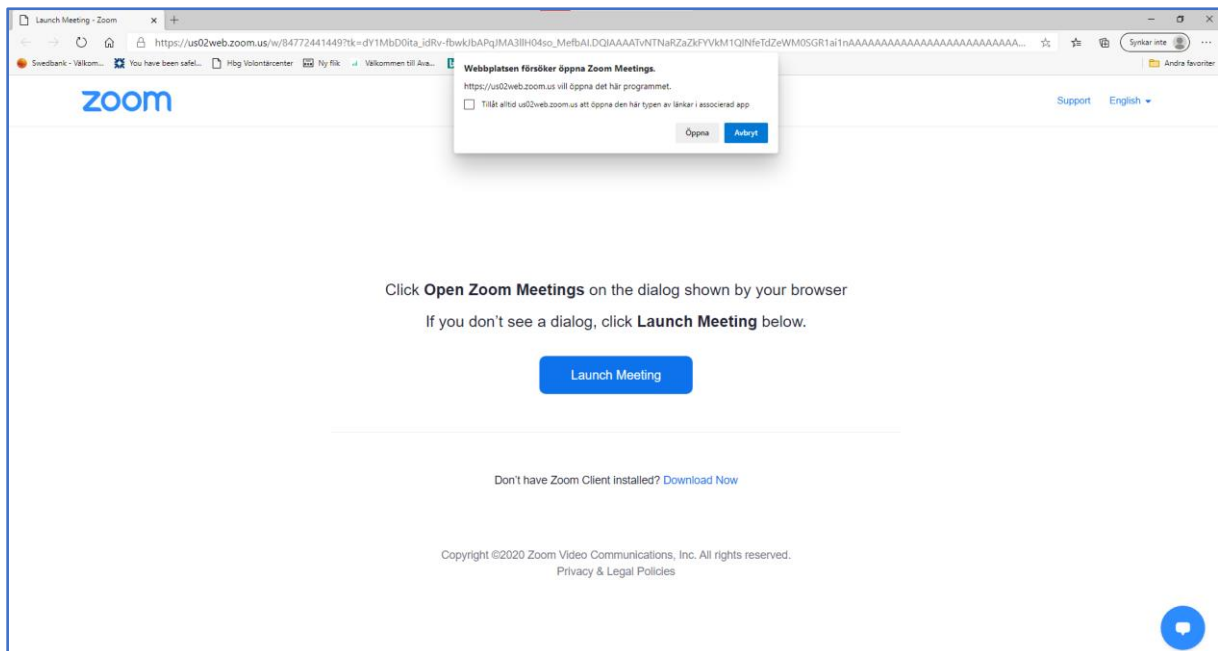 Launch Meeting - Zoom
https://us02web.zoom.us/w/84772441449?tk=
Synkar inte
Swedbank - Välkom...
You have been safel...
Hbg Volontärcenter
Ny flik
Välkommen till Ava...
Andra favoriter
Webbplatsen försöker öppna Zoom Meetings.
https://us02web.zoom.us vill öppna det här programmet.
Tillåt alltid us02web.zoom.us att öppna den här typen av länkar i associerad app
Öppna Avbryt
zoom
Support English
Click Open Zoom Meetings on the dialog shown by your browser
If you don't see a dialog, click Launch Meeting below.
Launch Meeting
Don't have Zoom Client installed? Download Now
Copyright ©2020 Zoom Video Communications, Inc. All rights reserved.
Privacy & Legal Policies